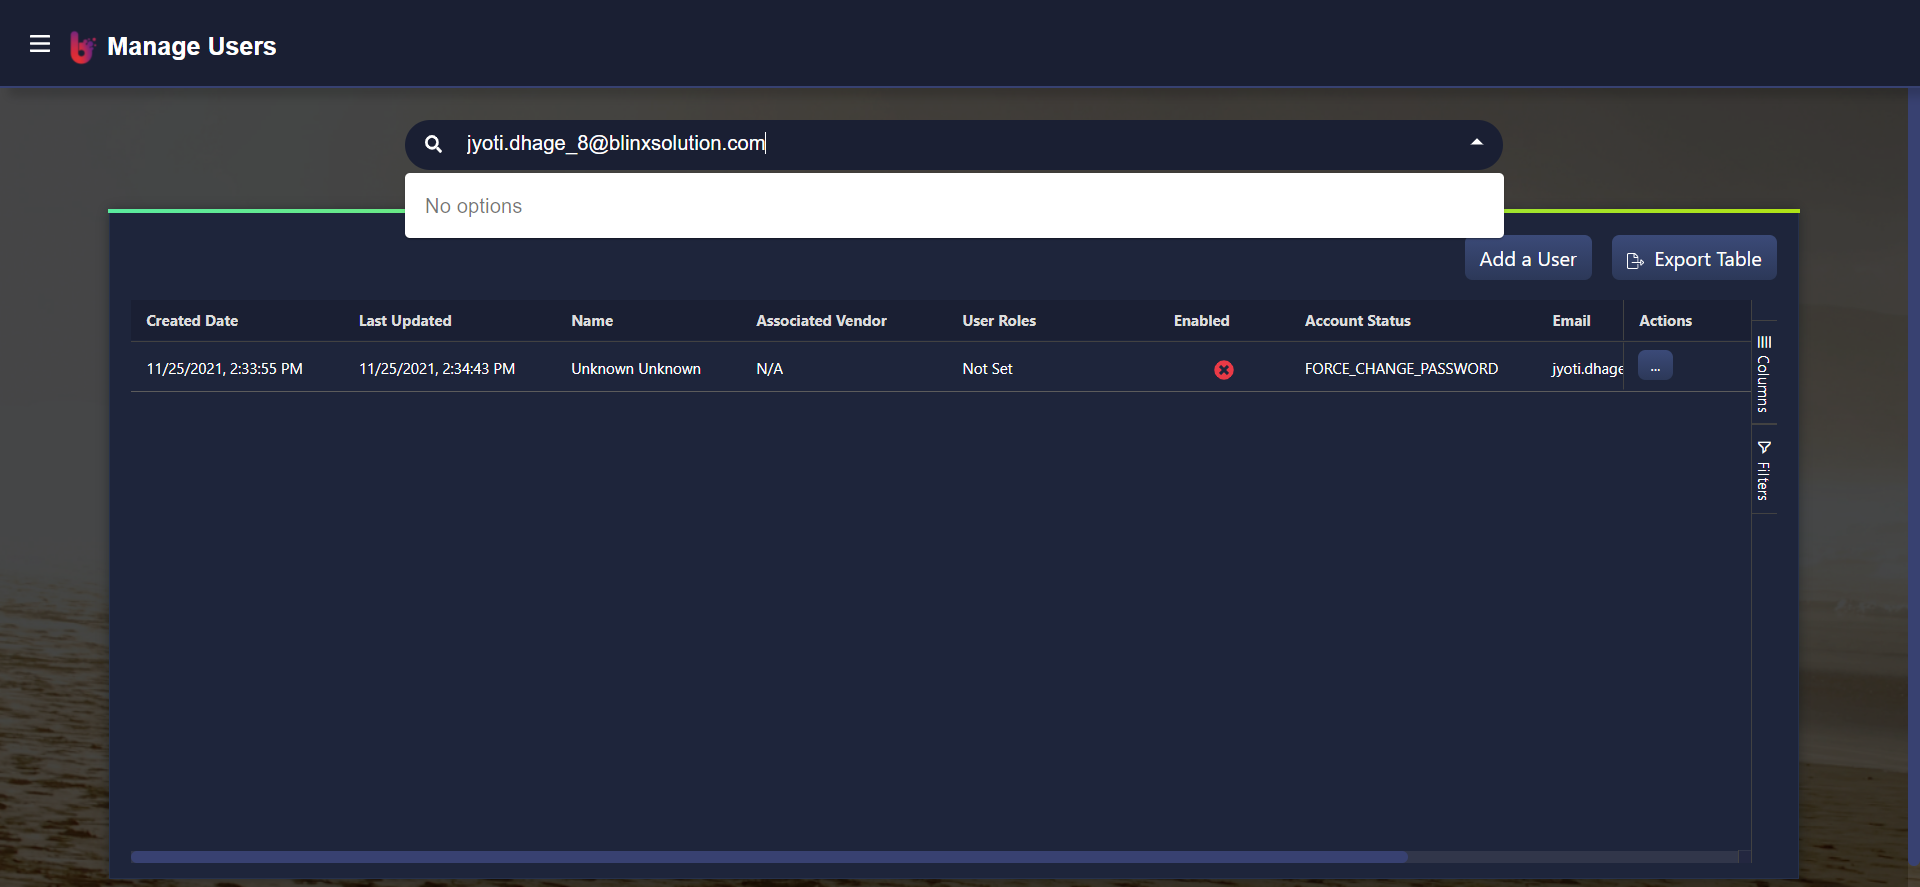 Manage Users
jyoti.dhage_8@blinxsolution.com
No options
Add a User
Export Table
Created Date Last Updated Name Associated Vendor User Roles Enabled Account Status Email Actions
11/25/2021, 2:33:55 PM 11/25/2021, 2:34:43 PM Unknown Unknown N/A Not Set FORCE_CHANGE_PASSWORD jyoti.dhage ...
Columns
Filters